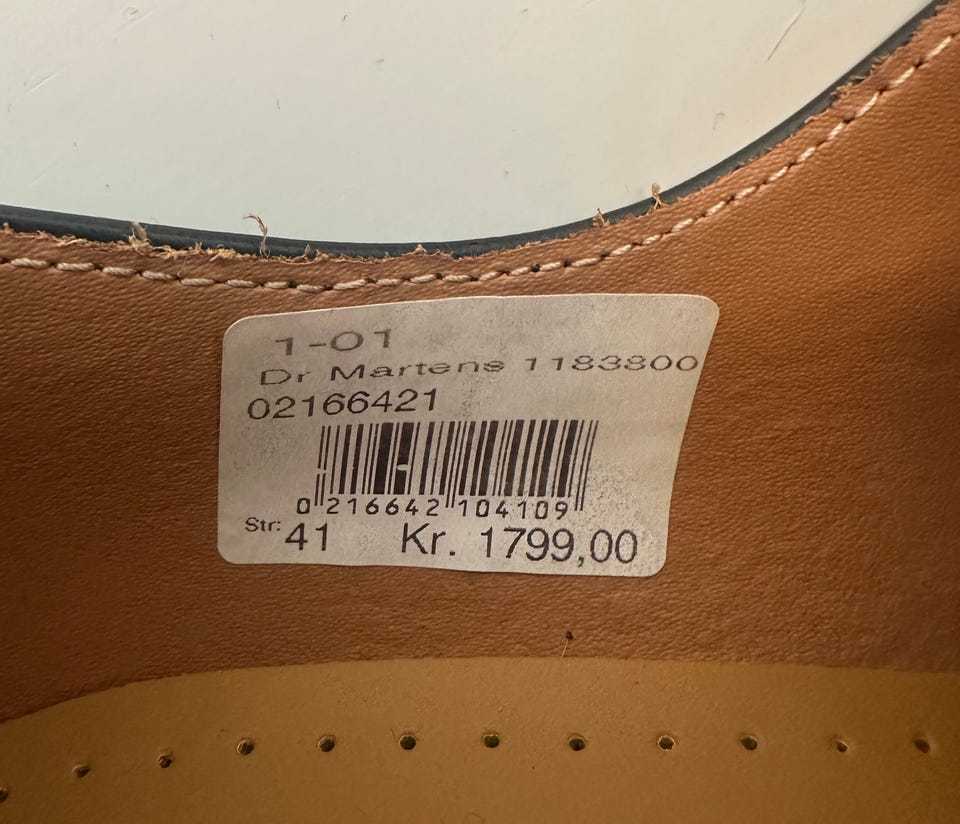 1-01
Dr Martens 1183800
02166421
0 216642 104109
Str: 41 Kr. 1799,00